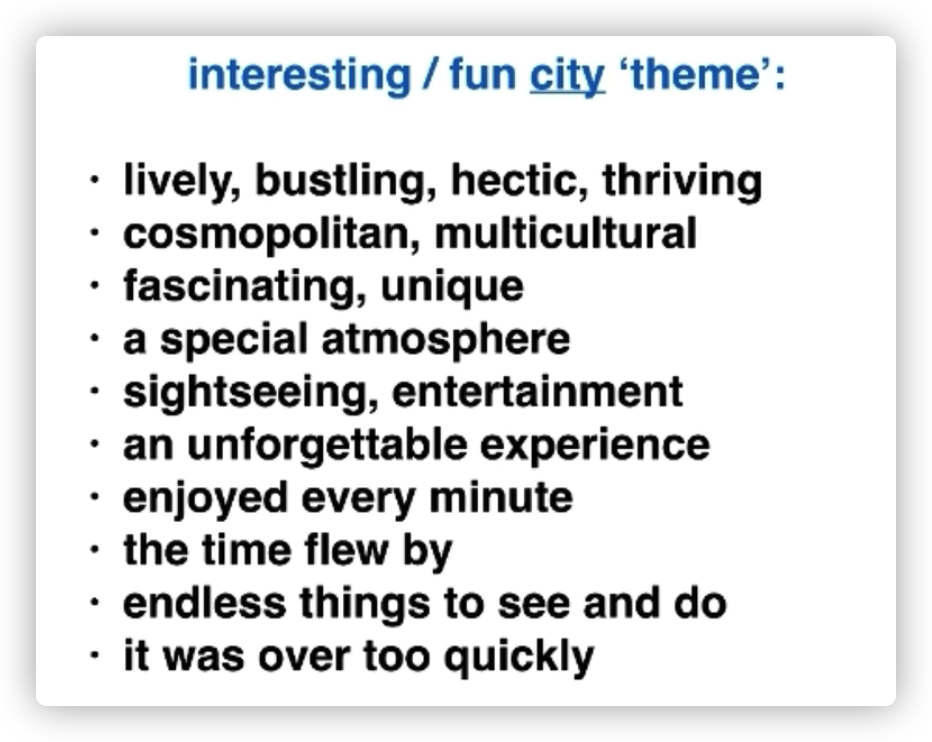 interesting / fun city ‘theme’:
· lively, bustling, hectic, thriving
· cosmopolitan, multicultural
· fascinating, unique
· a special atmosphere
· sightseeing, entertainment
· an unforgettable experience
· enjoyed every minute
· the time flew by
· endless things to see and do
· it was over too quickly